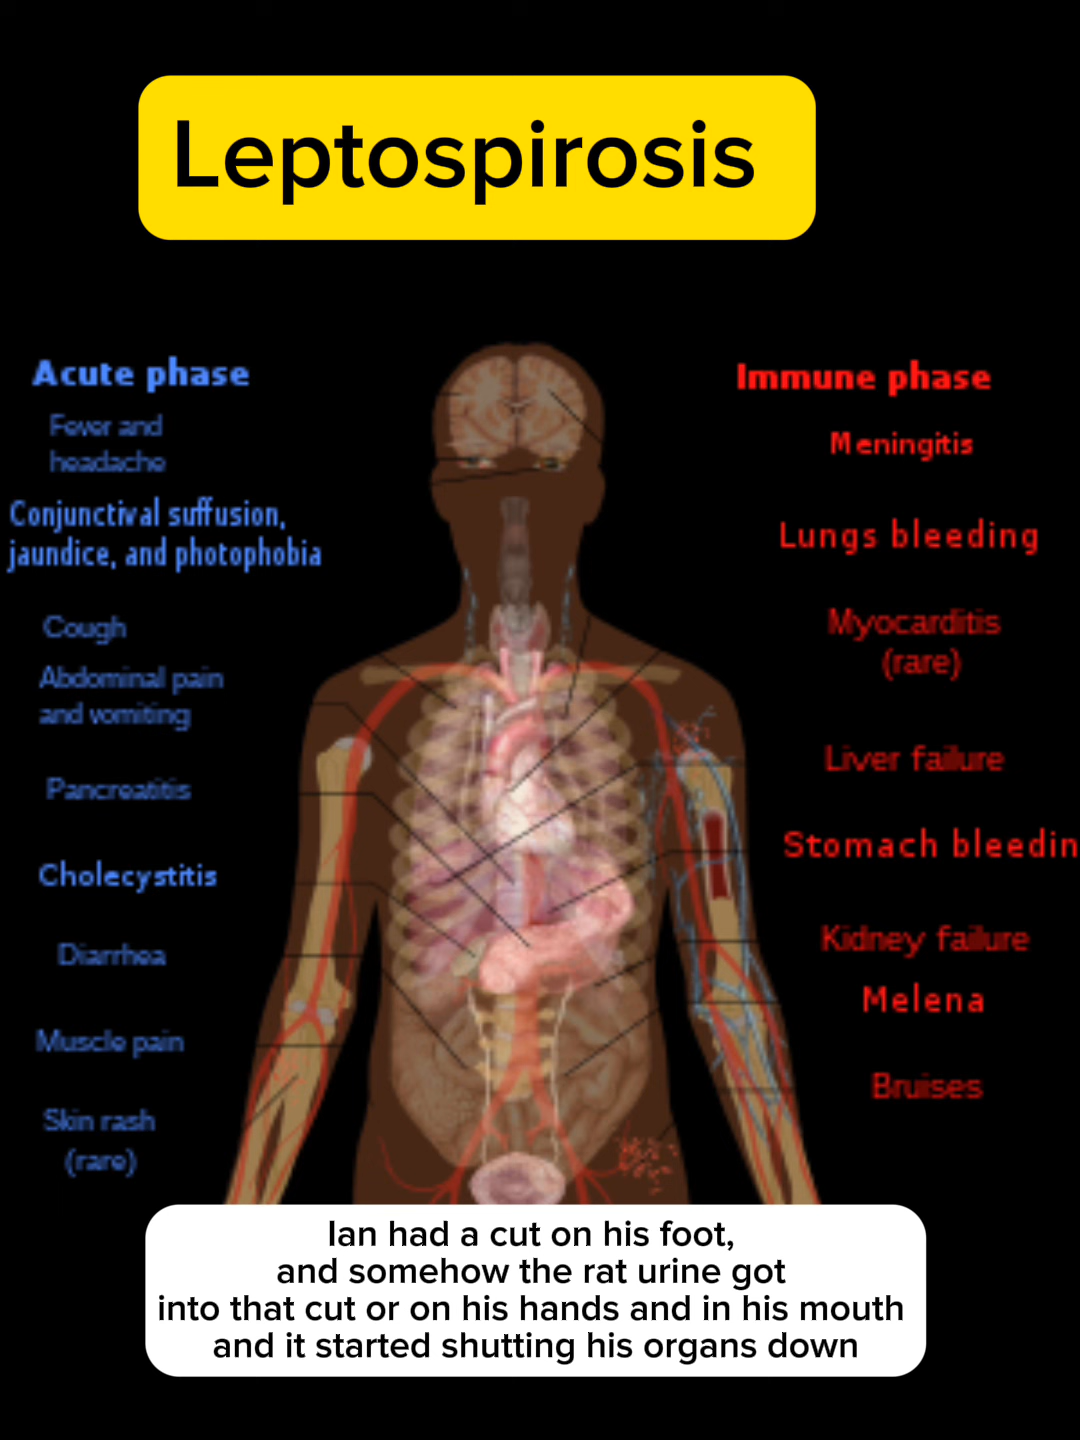 Leptospirosis
Acute phase
Fever and
headache
Conjunctival suffusion,
jaundice, and photophobia
Cough
Abdominal pain
and vomiting
Pancreatitis
Cholecystitis
Diarrhea
Muscle pain
Skin rash
(rare)
Immune phase
Meningitis
Lungs bleeding
Myocarditis
(rare)
Liver failure
Stomach bleedin
Kidney failure
Melena
Bruises
Ian had a cut on his foot,
and somehow the rat urine got
into that cut or on his hands and in his mouth
and it started shutting his organs down